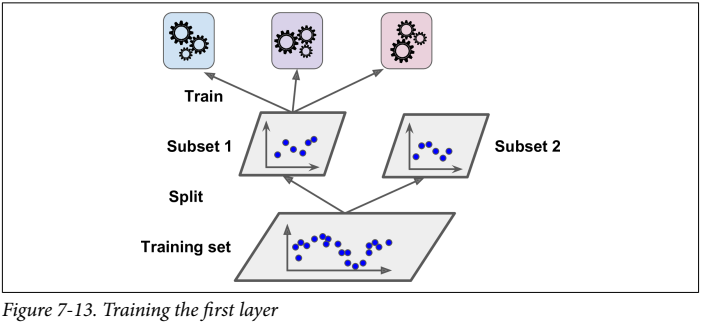 Train
Subset 1
Subset 2
Split
Training set
Figure 7-13. Training the first layer